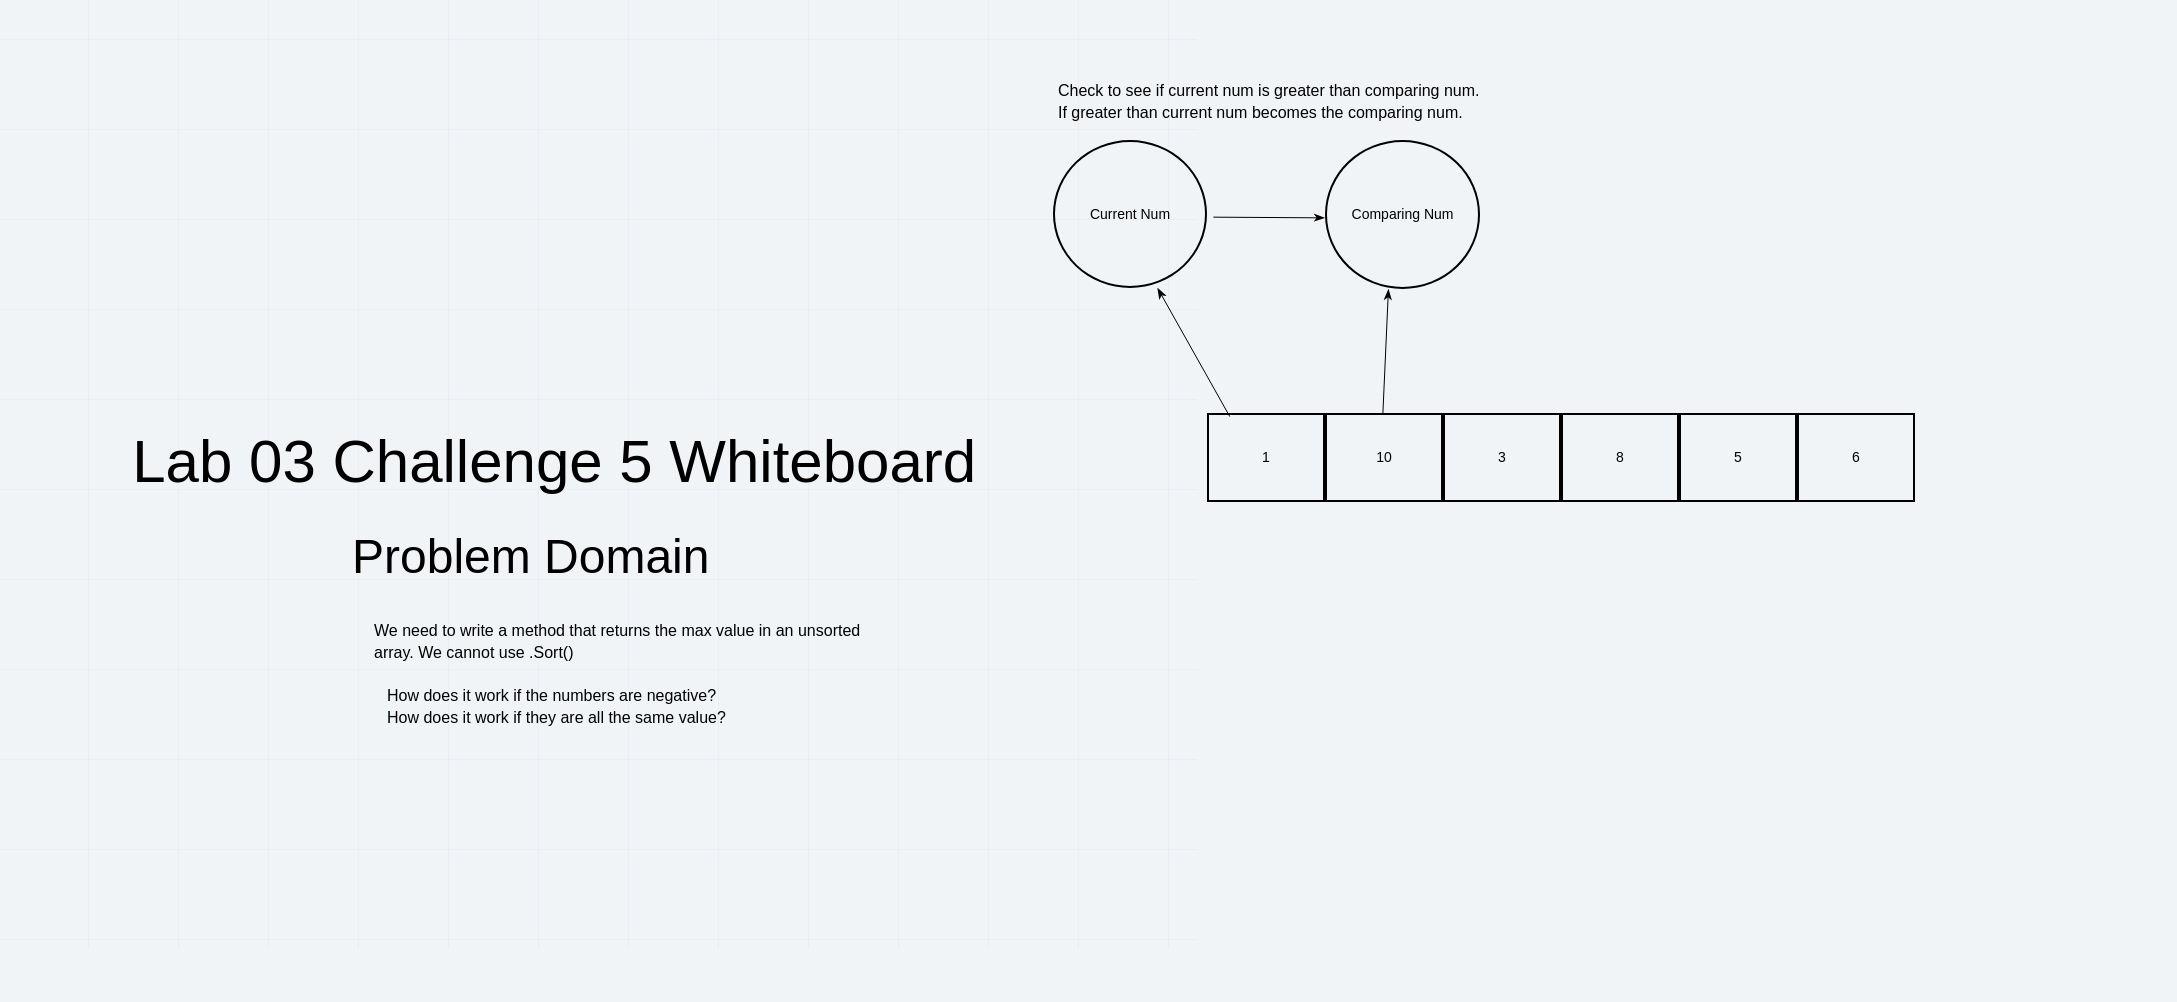 Lab 03 Challenge 5 Whiteboard
Problem Domain
We need to write a method that returns the max value in an unsorted
array. We cannot use .Sort()
How does it work if the numbers are negative?
How does it work if they are all the same value?
Check to see if current num is greater than comparing num.
If greater than current num becomes the comparing num.
Current Num
Comparing Num
1 10 3 8 5 6